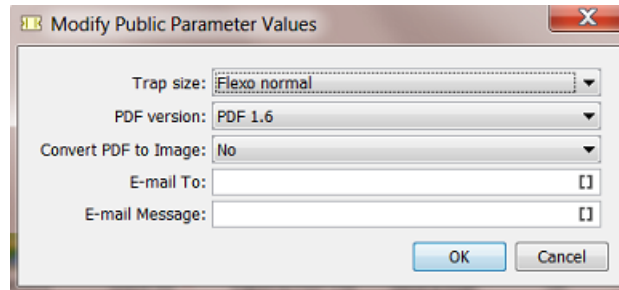 Modify Public Parameter Values
X
Trap size: Flexo normal
PDF version: PDF 1.6
Convert PDF to Image: No
E-mail To: []
E-mail Message: []
OK Cancel